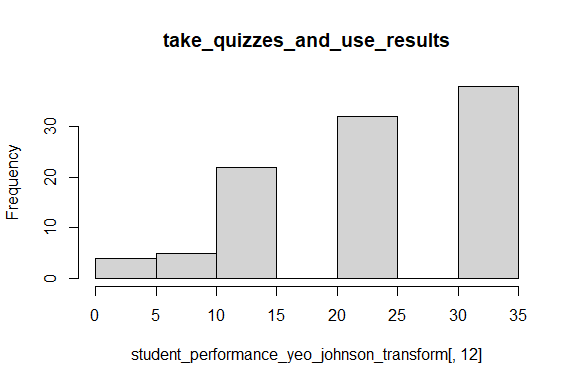 take_quizzes_and_use_results
Frequency
30
20
10
0
0 5 10 15 20 25 30 35
student_performance_yeo_johnson_transform[, 12]